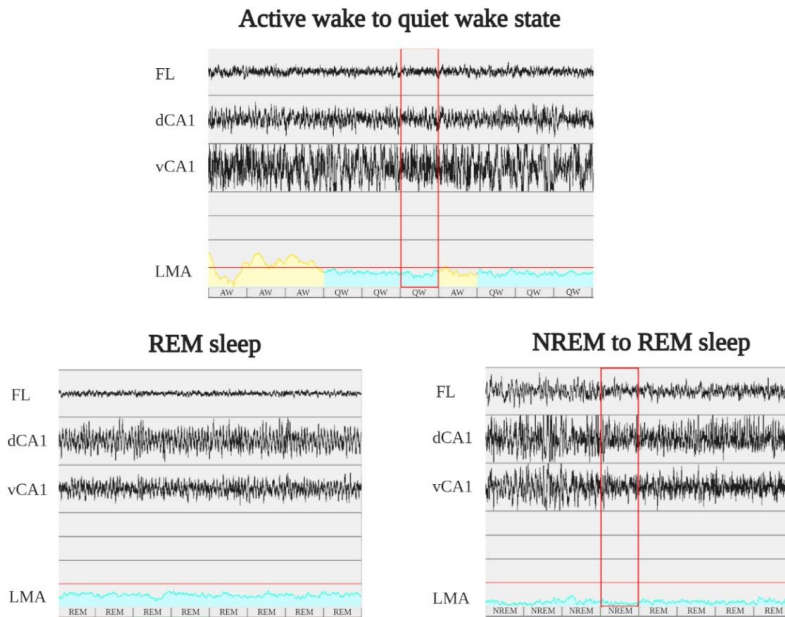 Active wake to quiet wake state
FL
dCA1
vCA1
LMA
AW AW AW QW QW QW AW QW QW QW
REM sleep
FL
dCA1
vCA1
LMA
REM REM REM REM REM REM REM REM
NREM to REM sleep
FL
dCA1
vCA1
LMA
NREM NREM NREM NREM REM REM REM REM